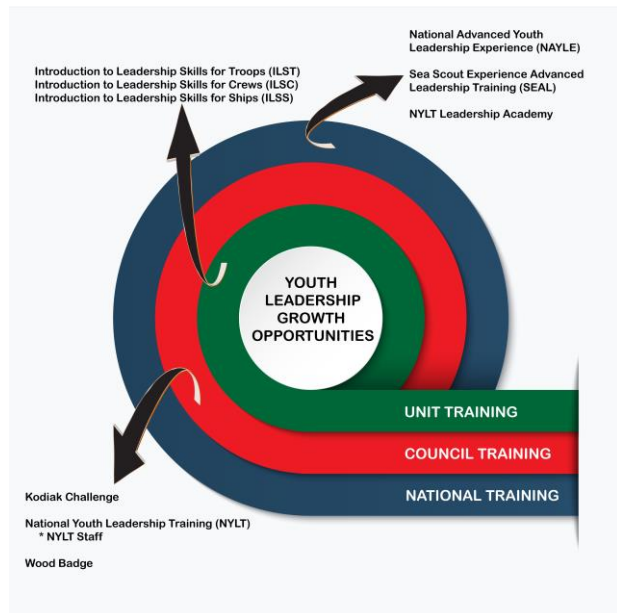 National Advanced Youth
Leadership Experience (NAYLE)
Sea Scout Experience Advanced
Leadership Training (SEAL)
NYLT Leadership Academy
Introduction to Leadership Skills for Troops (ILST)
Introduction to Leadership Skills for Crews (ILSC)
Introduction to Leadership Skills for Ships (ILSS)
YOUTH
LEADERSHIP
GROWTH
OPPORTUNITIES
UNIT TRAINING
COUNCIL TRAINING
NATIONAL TRAINING
Kodiak Challenge
National Youth Leadership Training (NYLT)
* NYLT Staff
Wood Badge